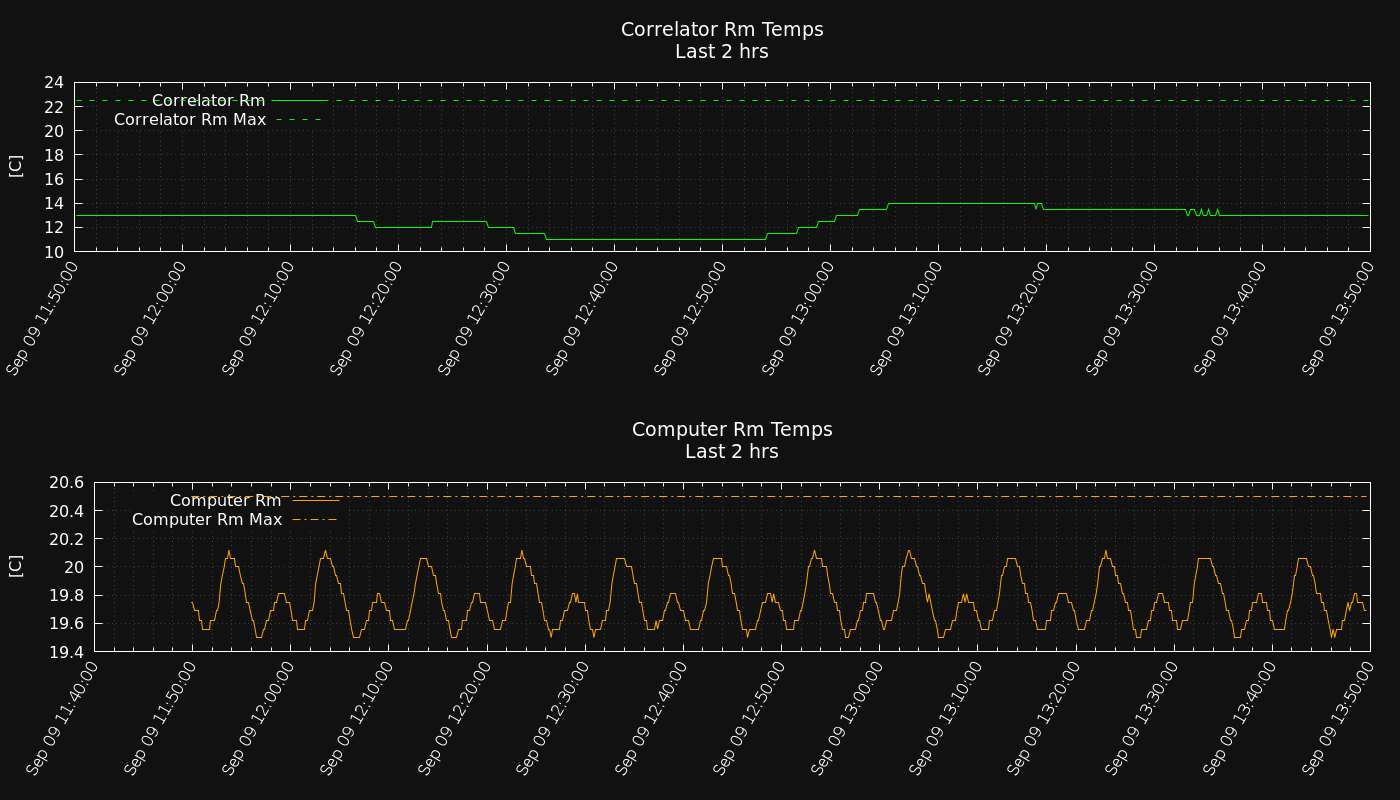 Correlator Rm Temps
Last 2 hrs
24
22
20
18
16
14
12
10
[C]
Correlator Rm
Correlator Rm Max
Sep 09 11:50:00
Sep 09 12:00:00
Sep 09 12:10:00
Sep 09 12:20:00
Sep 09 12:30:00
Sep 09 12:40:00
Sep 09 12:50:00
Sep 09 13:00:00
Sep 09 13:10:00
Sep 09 13:20:00
Sep 09 13:30:00
Sep 09 13:40:00
Sep 09 13:50:00
Computer Rm Temps
Last 2 hrs
20.6
20.4
20.2
20
19.8
19.6
19.4
[C]
Computer Rm
Computer Rm Max
Sep 09 11:40:00
Sep 09 11:50:00
Sep 09 12:00:00
Sep 09 12:10:00
Sep 09 12:20:00
Sep 09 12:30:00
Sep 09 12:40:00
Sep 09 12:50:00
Sep 09 13:00:00
Sep 09 13:10:00
Sep 09 13:20:00
Sep 09 13:30:00
Sep 09 13:40:00
Sep 09 13:50:00